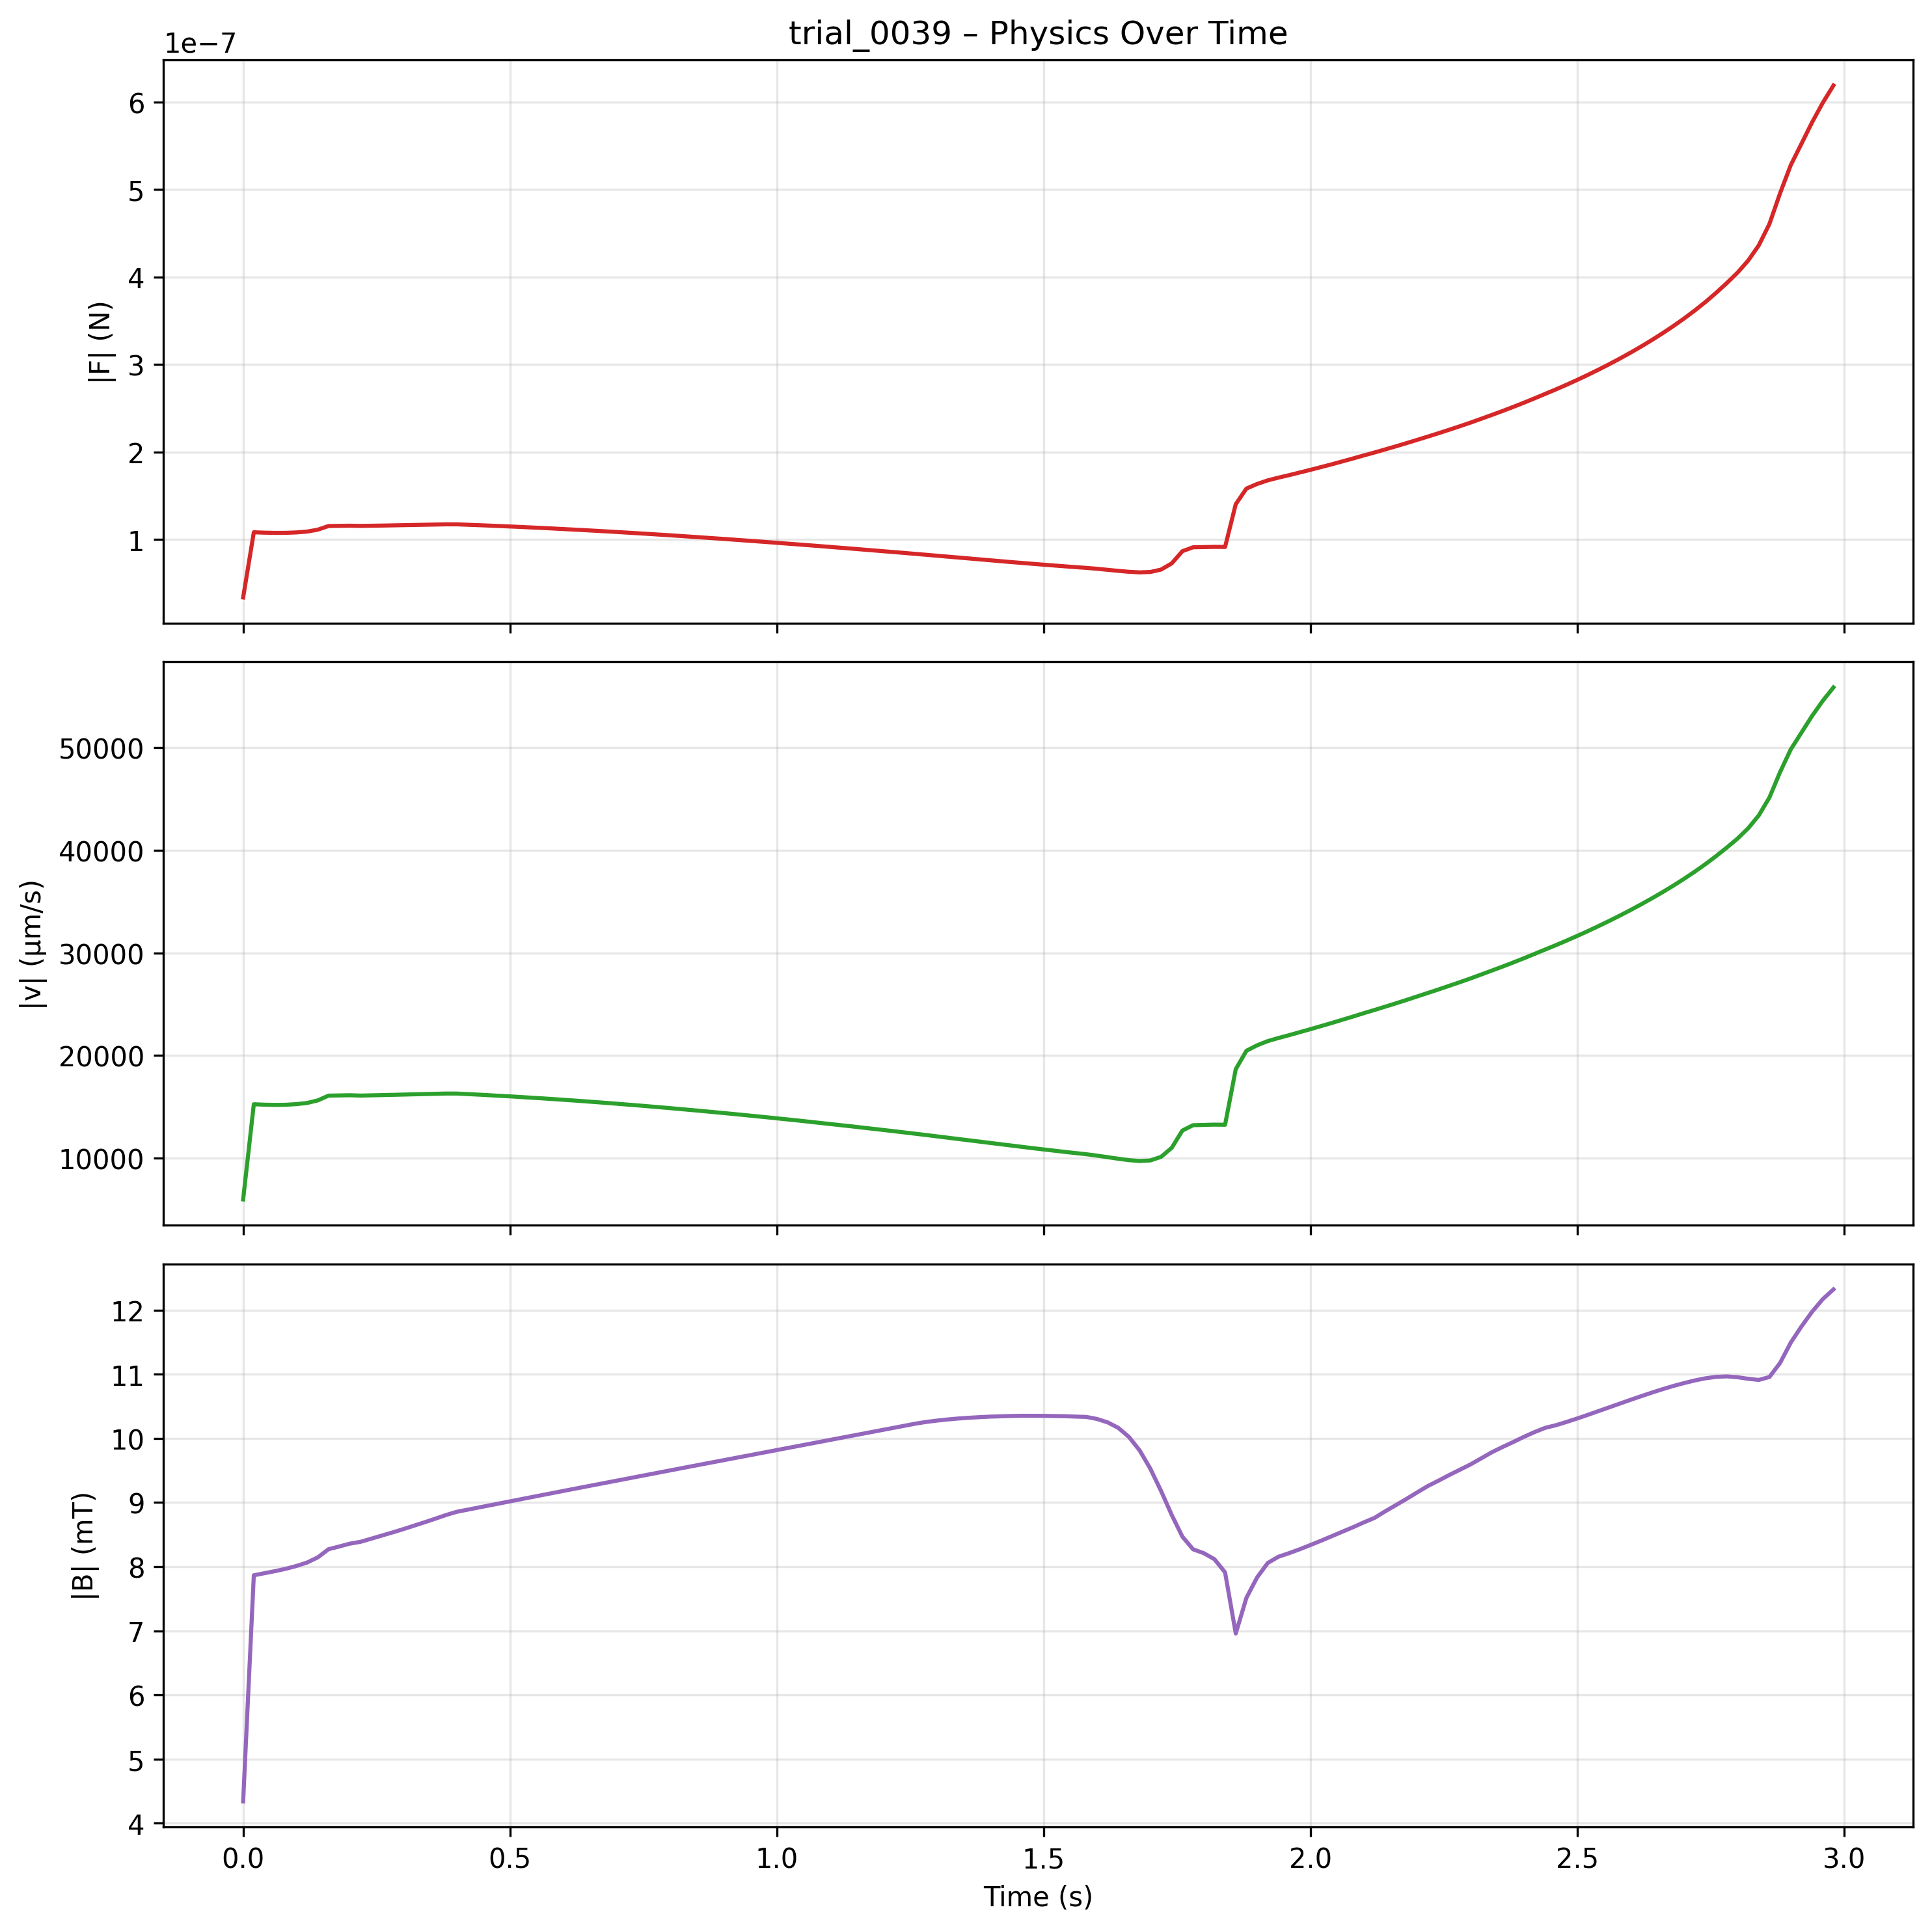 trial_0039 – Physics Over Time
1e−7
6
5
4
3
2
1
|F| (N)
50000
40000
30000
20000
10000
|v| (µm/s)
12
11
10
9
8
7
6
5
4
|B| (mT)
0.0 0.5 1.0 1.5 2.0 2.5 3.0
Time (s)